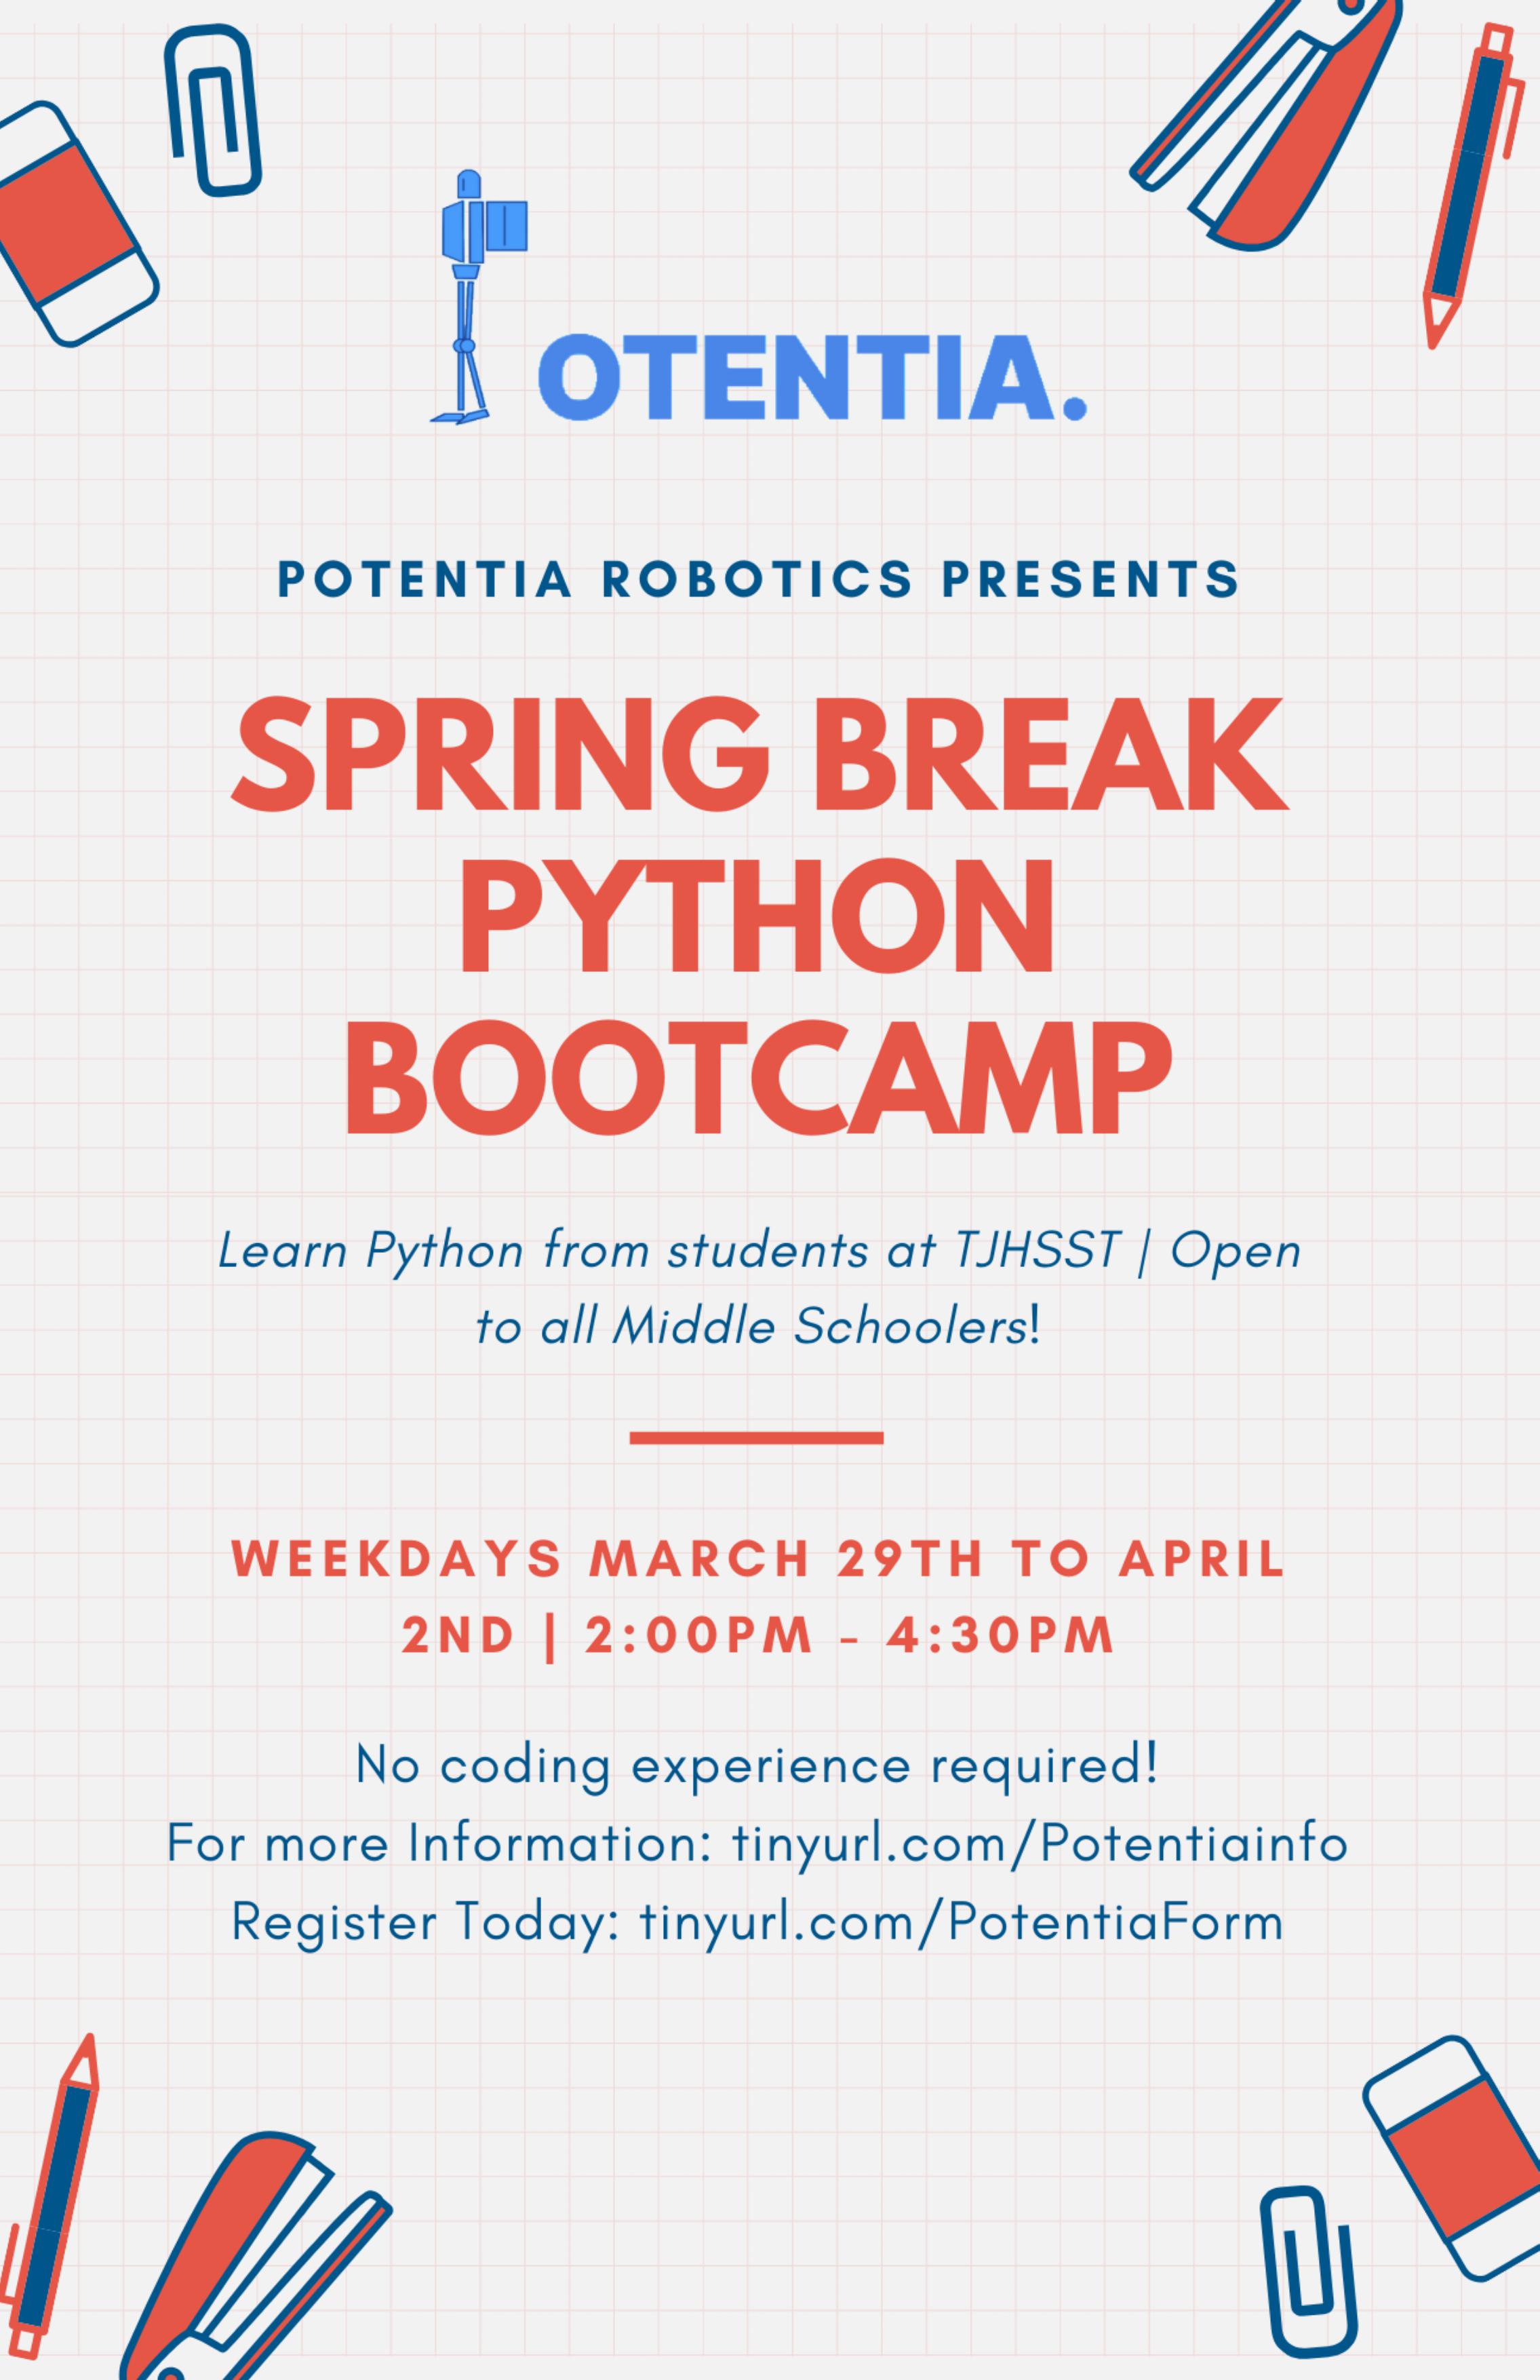 OTENTIA.
POTENTIA ROBOTICS PRESENTS
SPRING BREAK
PYTHON
BOOTCAMP
Learn Python from students at TJHSST | Open
to all Middle Schoolers!
WEEKDAYS MARCH 29TH TO APRIL
2ND | 2:00PM - 4:30PM
No coding experience required!
For more Information: tinyurl.com/Potentiainfo
Register Today: tinyurl.com/PotentiaForm